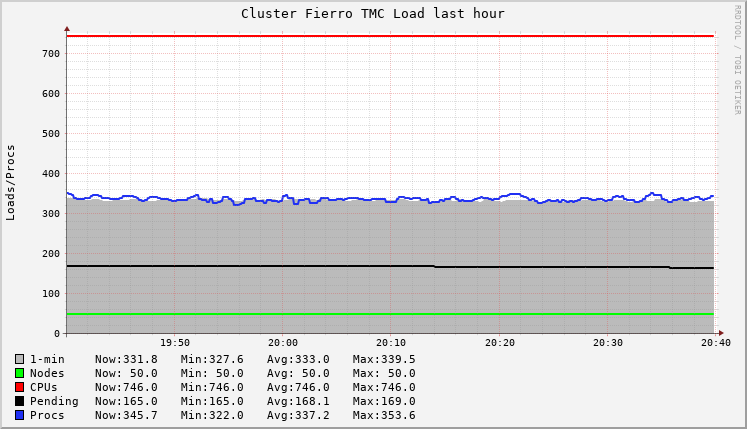 Cluster Fierro TMC Load last hour
RRDTOOL / TOBI OETIKER
Loads/Procs
700
600
500
400
300
200
100
0
19:50 20:00 20:10 20:20 20:30 20:40
1-min Now:331.8 Min:327.6 Avg:333.0 Max:339.5
Nodes Now: 50.0 Min: 50.0 Avg: 50.0 Max: 50.0
CPUs Now:746.0 Min:746.0 Avg:746.0 Max:746.0
Pending Now:165.0 Min:165.0 Avg:168.1 Max:169.0
Procs Now:345.7 Min:322.0 Avg:337.2 Max:353.6